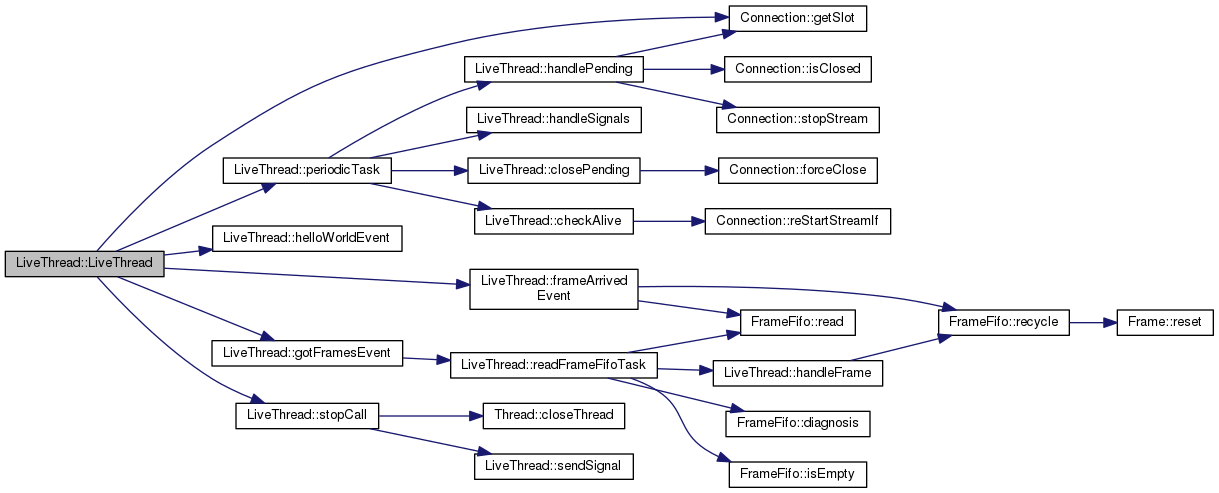 Connection::getSlot
LiveThread::handlePending
Connection::isClosed
LiveThread::handleSignals
Connection::stopStream
LiveThread::periodicTask
LiveThread::closePending
Connection::forceClose
LiveThread::checkAlive
Connection::reStartStreamIf
LiveThread::helloWorldEvent
LiveThread::LiveThread
LiveThread::frameArrived
Event
FrameFifo::read
FrameFifo::recycle
Frame::reset
LiveThread::gotFramesEvent
LiveThread::readFrameFifoTask
LiveThread::handleFrame
LiveThread::stopCall
Thread::closeThread
FrameFifo::diagnosis
LiveThread::sendSignal
FrameFifo::isEmpty